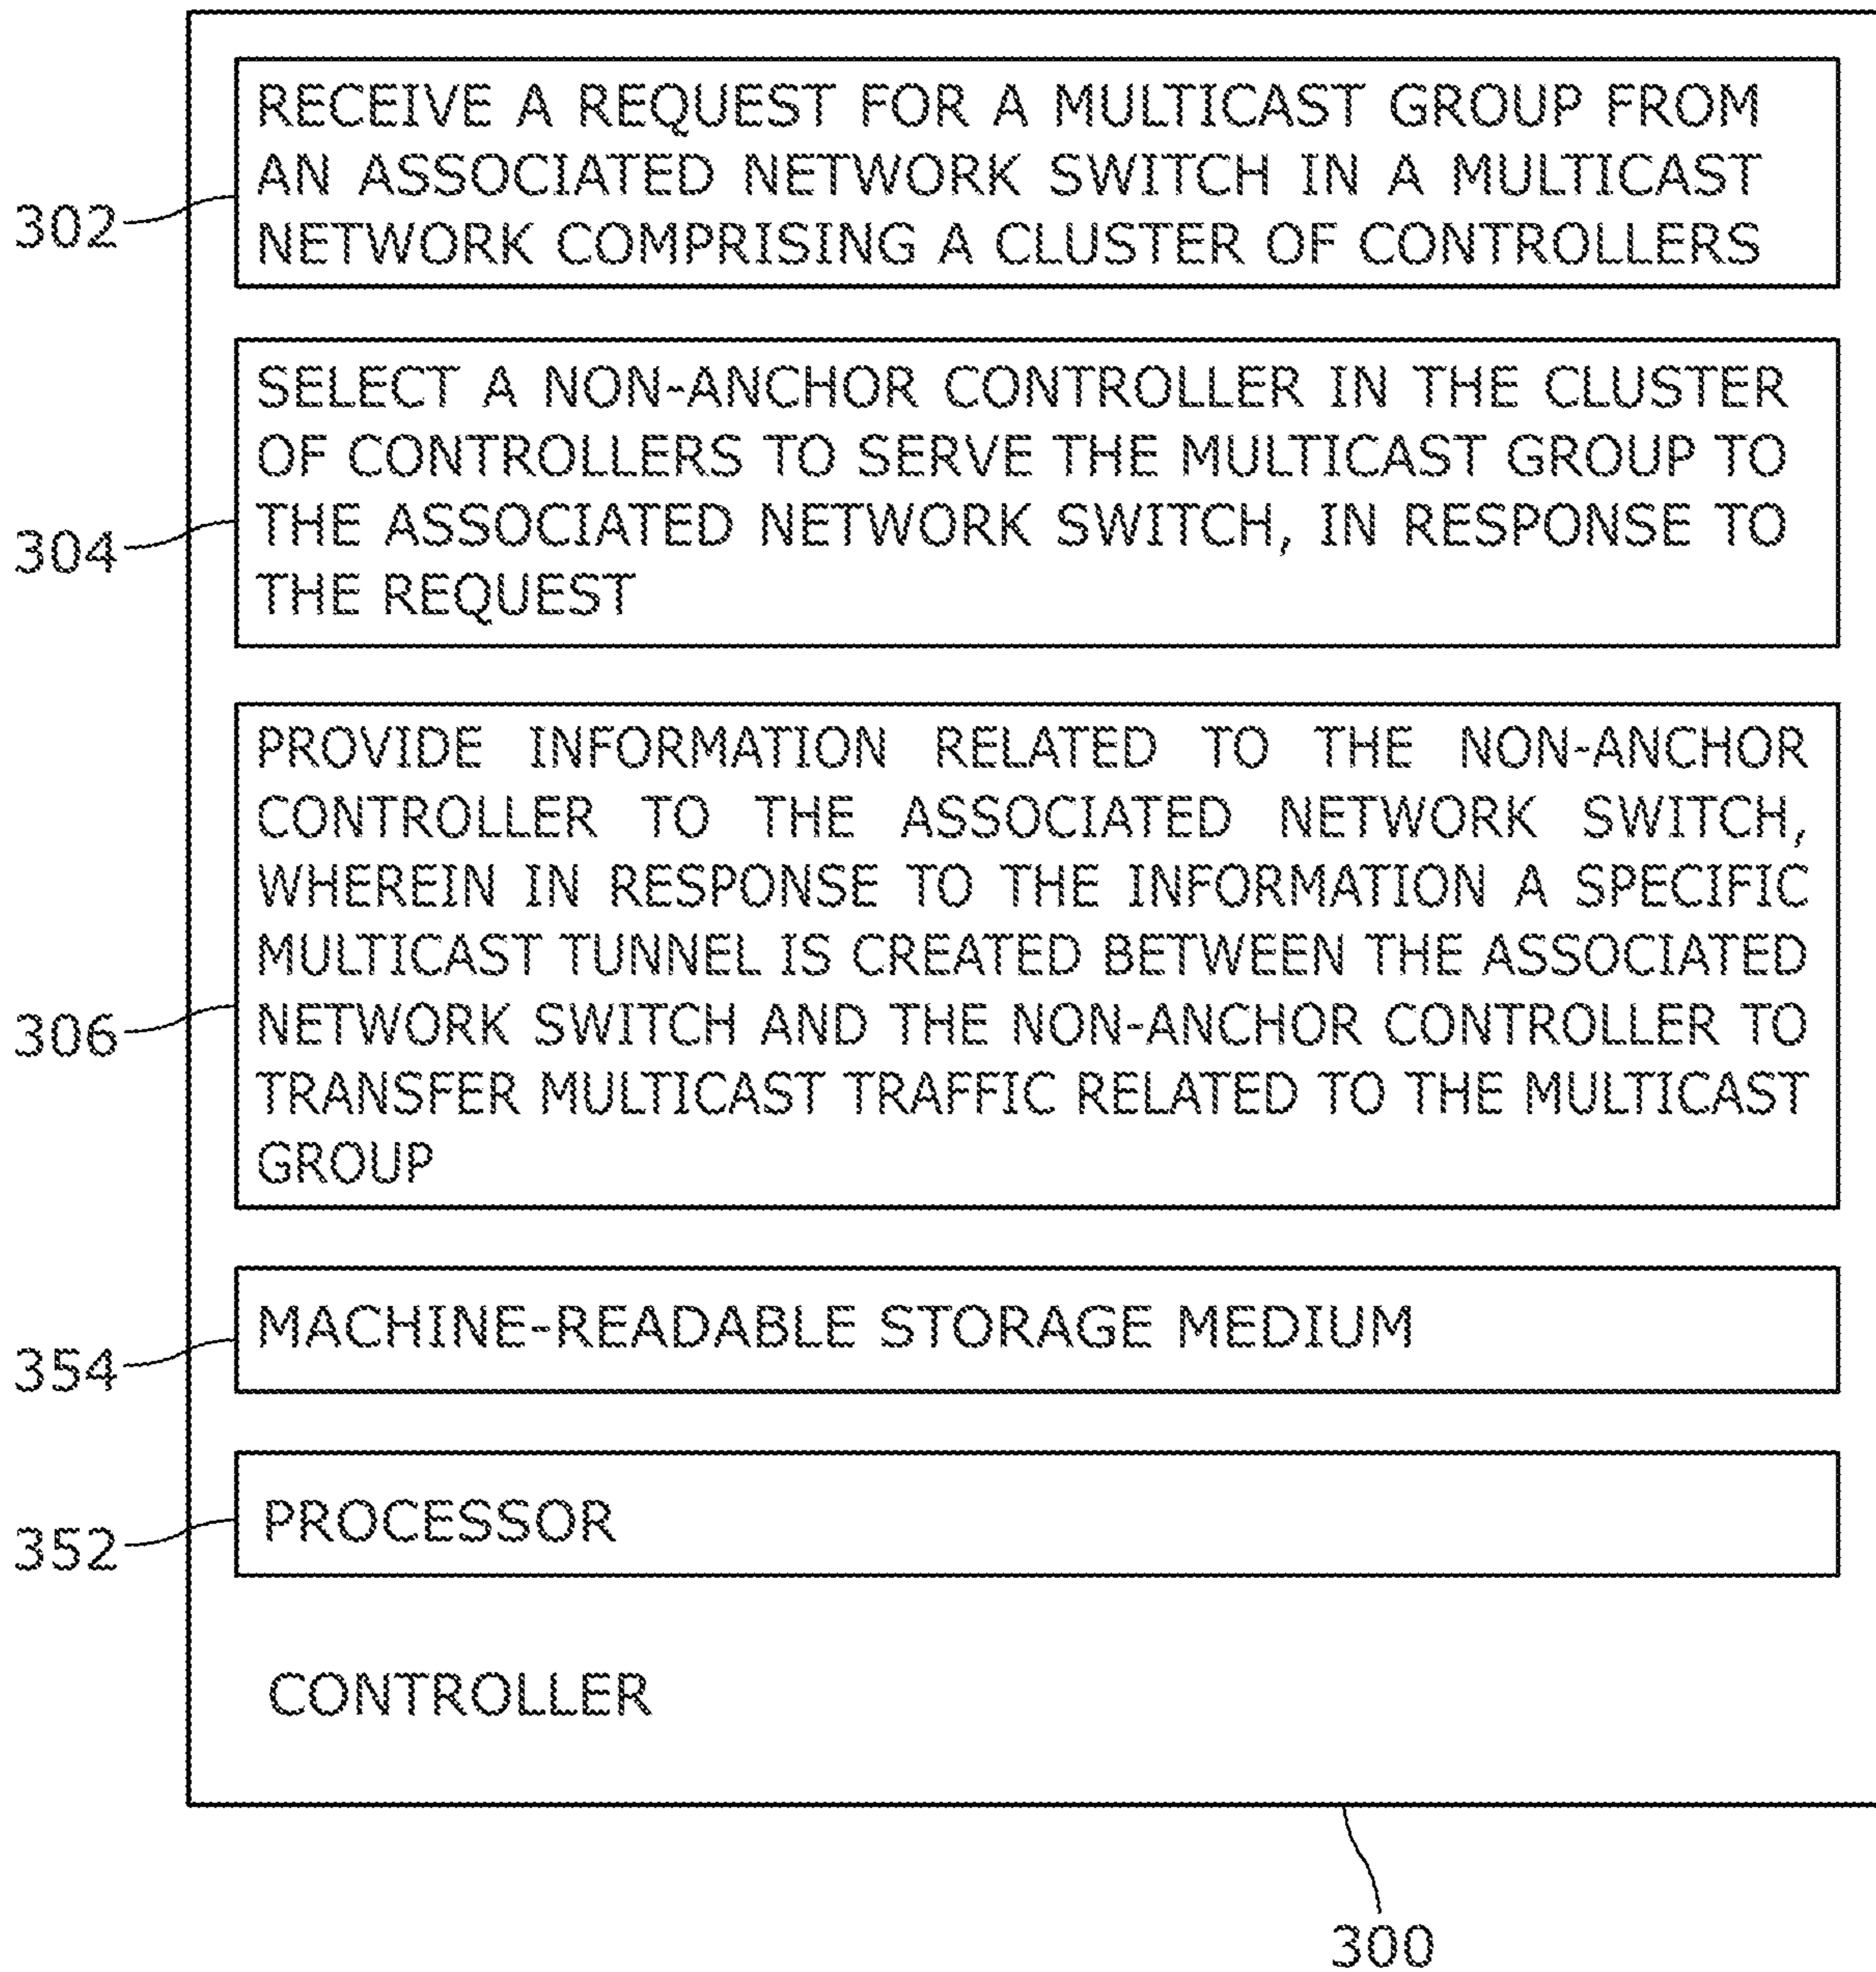 RECEIVE A REQUEST FOR A MULTICAST GROUP FROM
AN ASSOCIATED NETWORK SWITCH IN A MULTICAST
NETWORK COMPRISING A CLUSTER OF CONTROLLERS
302
SELECT A NON-ANCHOR CONTROLLER IN THE CLUSTER
OF CONTROLLERS TO SERVE THE MULTICAST GROUP TO
THE ASSOCIATED NETWORK SWITCH, IN RESPONSE TO
THE REQUEST
304
PROVIDE INFORMATION RELATED TO THE NON-ANCHOR
CONTROLLER TO THE ASSOCIATED NETWORK SWITCH,
WHEREIN IN RESPONSE TO THE INFORMATION A SPECIFIC
MULTICAST TUNNEL IS CREATED BETWEEN THE ASSOCIATED
NETWORK SWITCH AND THE NON-ANCHOR CONTROLLER TO
TRANSFER MULTICAST TRAFFIC RELATED TO THE MULTICAST
GROUP
306
MACHINE-READABLE STORAGE MEDIUM
354
PROCESSOR
352
CONTROLLER
300